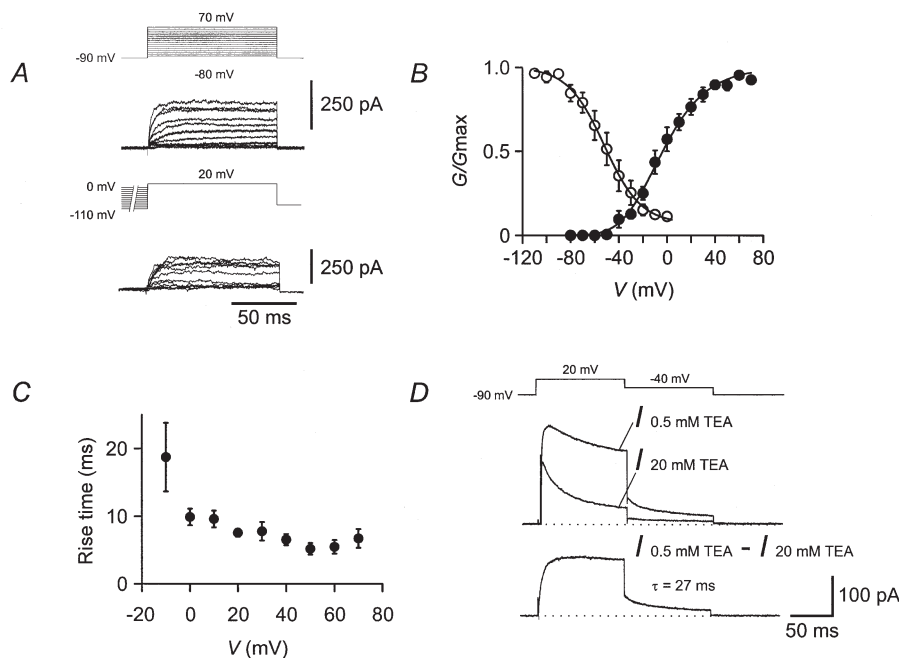 A
70 mV
-90 mV
-80 mV
250 pA
0 mV
20 mV
-110 mV
250 pA
50 ms
B
1.0
0.5
0
G/Gmax
-120 -80 -40 0 40 80
V (mV)
C
20
10
0
Rise time (ms)
-20 0 20 40 60 80
V (mV)
D
20 mV
-40 mV
-90 mV
I 0.5 mM TEA
I 20 mM TEA
I 0.5 mM TEA - I 20 mM TEA
τ = 27 ms
100 pA
50 ms